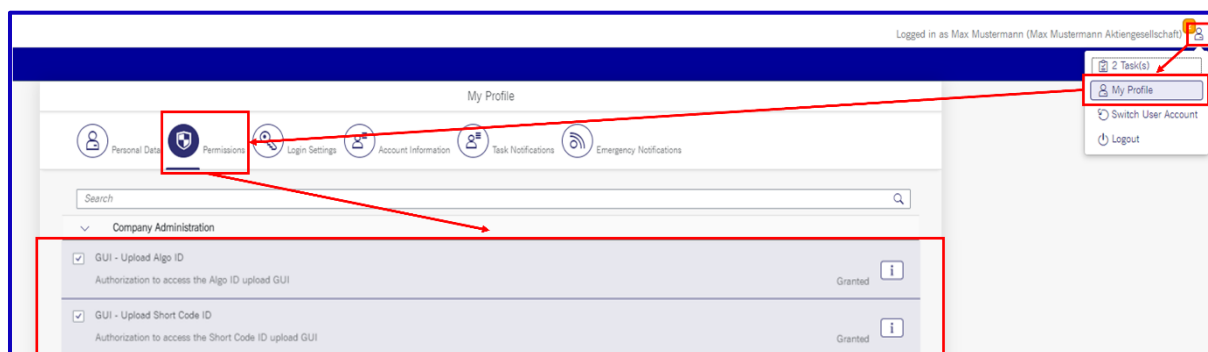 Logged in as Max Mustermann (Max Mustermann Aktiengesellschaft)
2 Task(s)
My Profile
My Profile
Switch User Account
Logout
Personal Data
Permissions
Login Settings
Account Information
Task Notifications
Emergency Notifications
Search
Company Administration
GUI - Upload Algo ID
Authorization to access the Algo ID upload GUI
Granted
i
GUI - Upload Short Code ID
Authorization to access the Short Code ID upload GUI
Granted
i